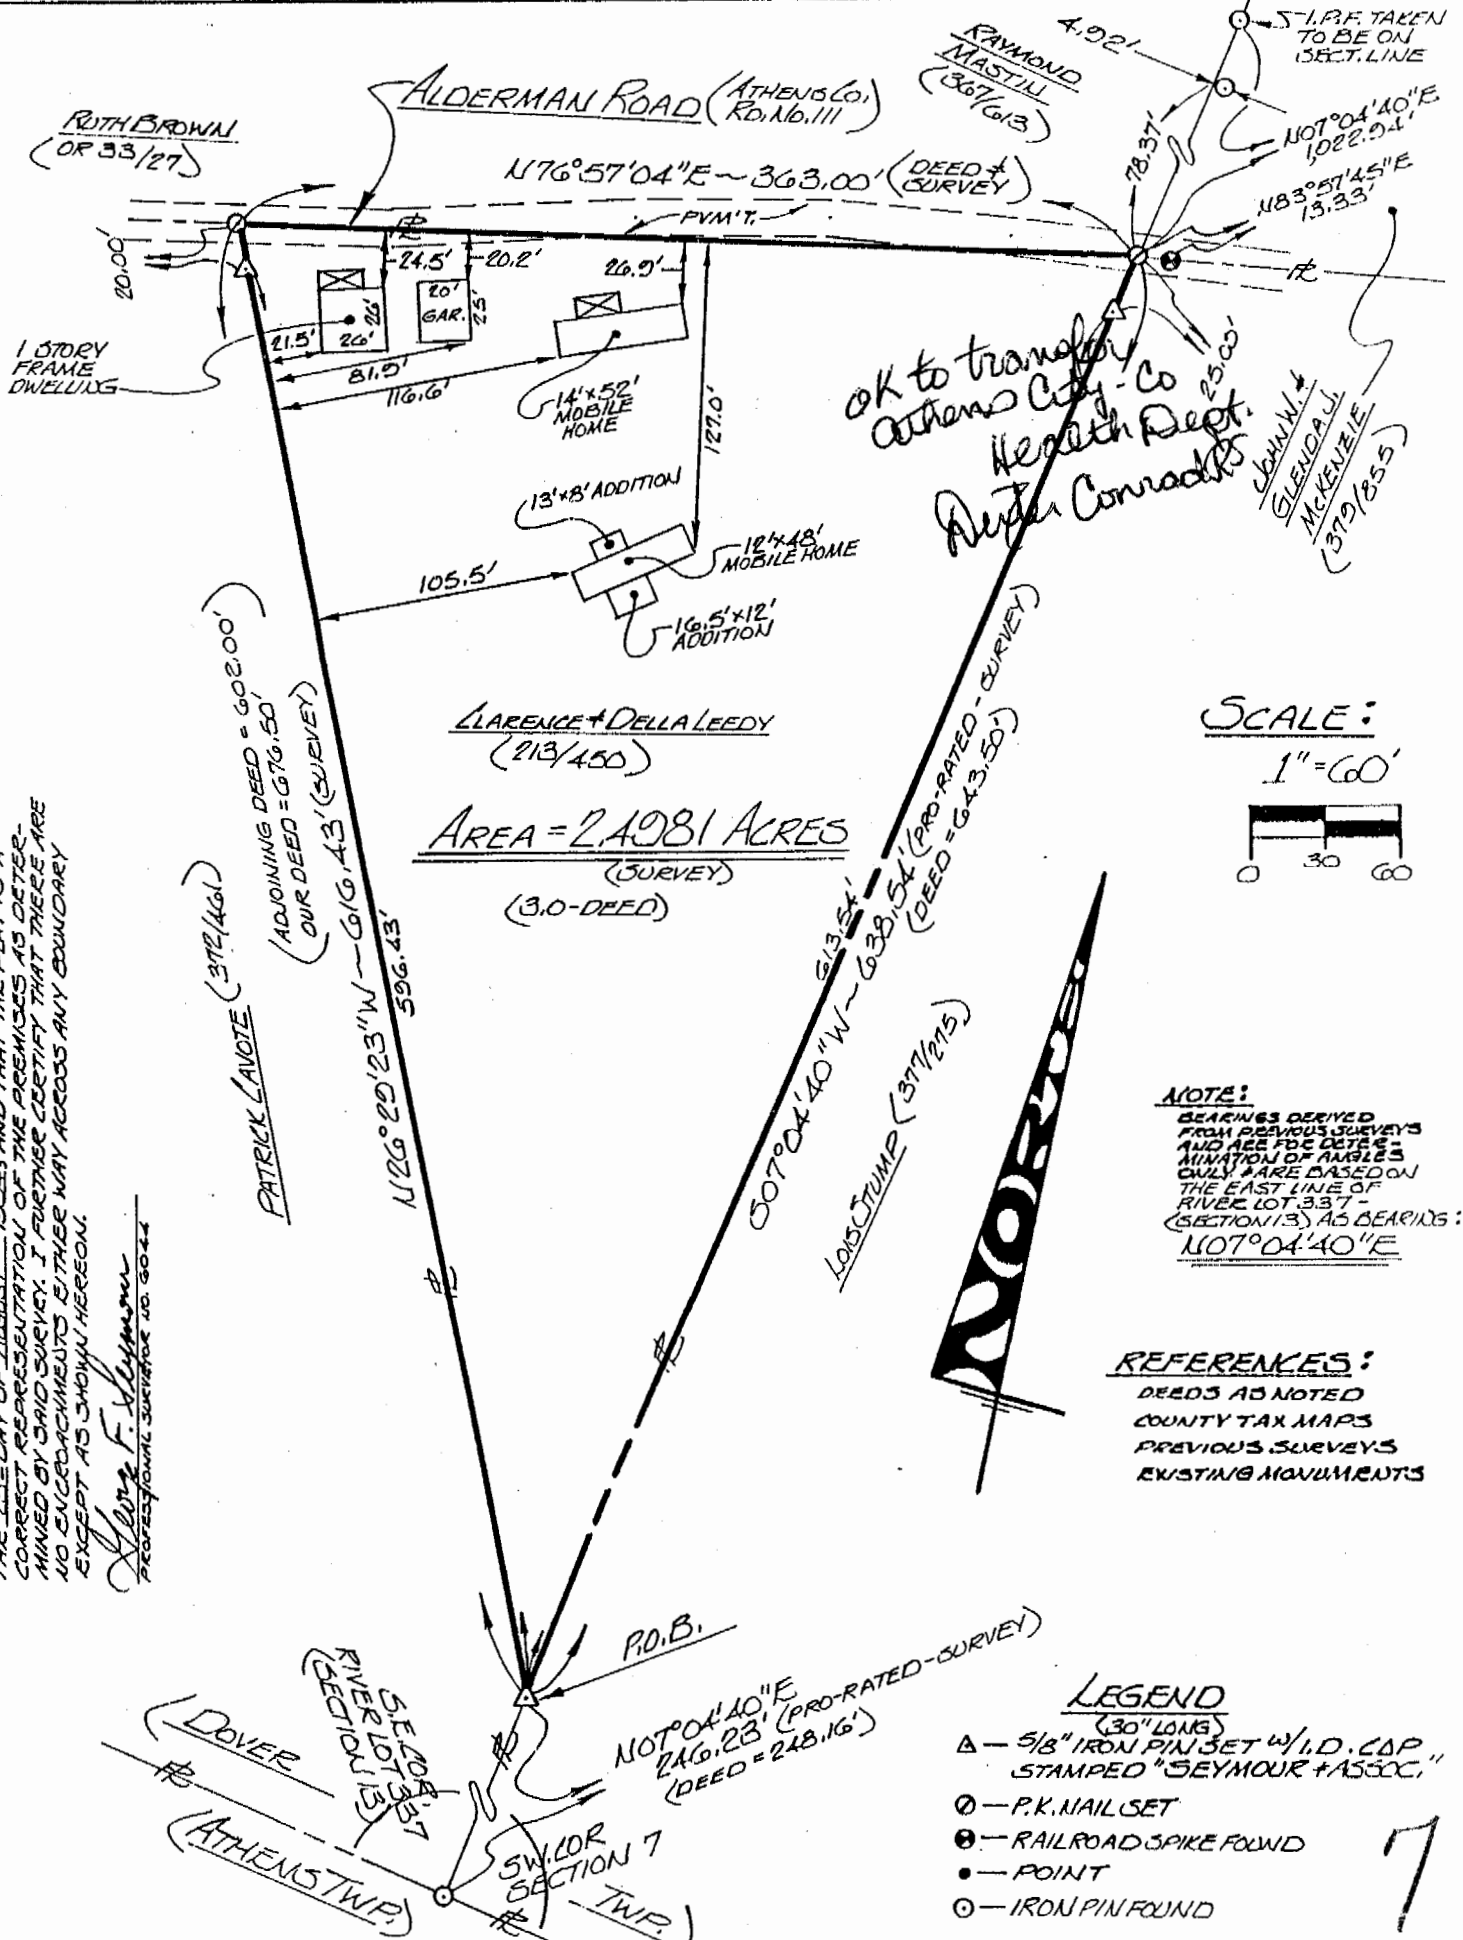 5-I.P.F. TAKEN
TO BE ON
SECT. LINE
4.92'
RAYMOND
MASTIN
(367/613)
ALDERMAN ROAD (ATHENS CO.
RD. NO. 111)
RUTH BROWN
(OR 33/27)
N07°04'40"E
1,022.94'
78.37'
N76°57'04"E ~ 363.00' (DEED &
SURVEY)
N83°57'45"E
13.33'
PVM'T.
20.00'
24.5'
20.2'
26.9'
26'
26'
20'
GAR.
25'
21.5'
81.9'
116.6'
1 STORY
FRAME
DWELLING
14'x52'
MOBILE
HOME
127.0'
25.00'
OK to transfer
Athens City-Co
Health Dept.
Conrad RS
JOHN W. &
GLENDA J.
McKENZIE
(379/855)
13'x8' ADDITION
12'x48'
MOBILE HOME
105.5'
16.5'x12'
ADDITION
CLARENCE & DELLA LEEDY
(213/450)
AREA = 2.4981 ACRES
(SURVEY)
(3.0-DEED)
(ADJOINING DEED = 602.00'
OUR DEED = 676.50'
(SURVEY)
N26°29'23"W ~ 616.43'
596.43'
PATRICK LAVOTE (372/461)
613.54'
S07°04'40"W ~ 638.54' (PRO-RATED-SURVEY)
(DEED = 643.50')
LOIS STUMP (377/275)
SCALE:
1"=60'
0 30 60
NORTH
NOTE:
BEARINGS DERIVED
FROM PREVIOUS SURVEYS
AND ARE FOR DETER-
MINATION OF ANGLES
ONLY & ARE BASED ON
THE EAST LINE OF
RIVER LOT 337 -
(SECTION 13) AS BEARING:
N07°04'40"E
REFERENCES:
DEEDS AS NOTED
COUNTY TAX MAPS
PREVIOUS SURVEYS
EXISTING MONUMENTS
CORRECT REPRESENTATION OF THE PREMISES AS DETER-
MINED BY SAID SURVEY. I FURTHER CERTIFY THAT THERE ARE
NO ENCROACHMENTS EITHER WAY ACROSS ANY BOUNDARY
EXCEPT AS SHOWN HEREON.
George F. Seymour
PROFESSIONAL SURVEYOR NO. 6044
P.O.B.
N07°04'40"E
246.23' (PRO-RATED-SURVEY)
(DEED = 248.16')
S.E. COR.
RIVER LOT 337
(SECTION 13)
(DOVER
(ATHENS TWP.)
TWP.)
SW. COR
SECTION 7
LEGEND
(30" LONG)
△ — 5/8" IRON PIN SET W/ I.D. CAP
STAMPED "SEYMOUR & ASSOC."
— P.K. NAIL SET
— RAILROAD SPIKE FOUND
• — POINT
⊙ — IRON PIN FOUND
7